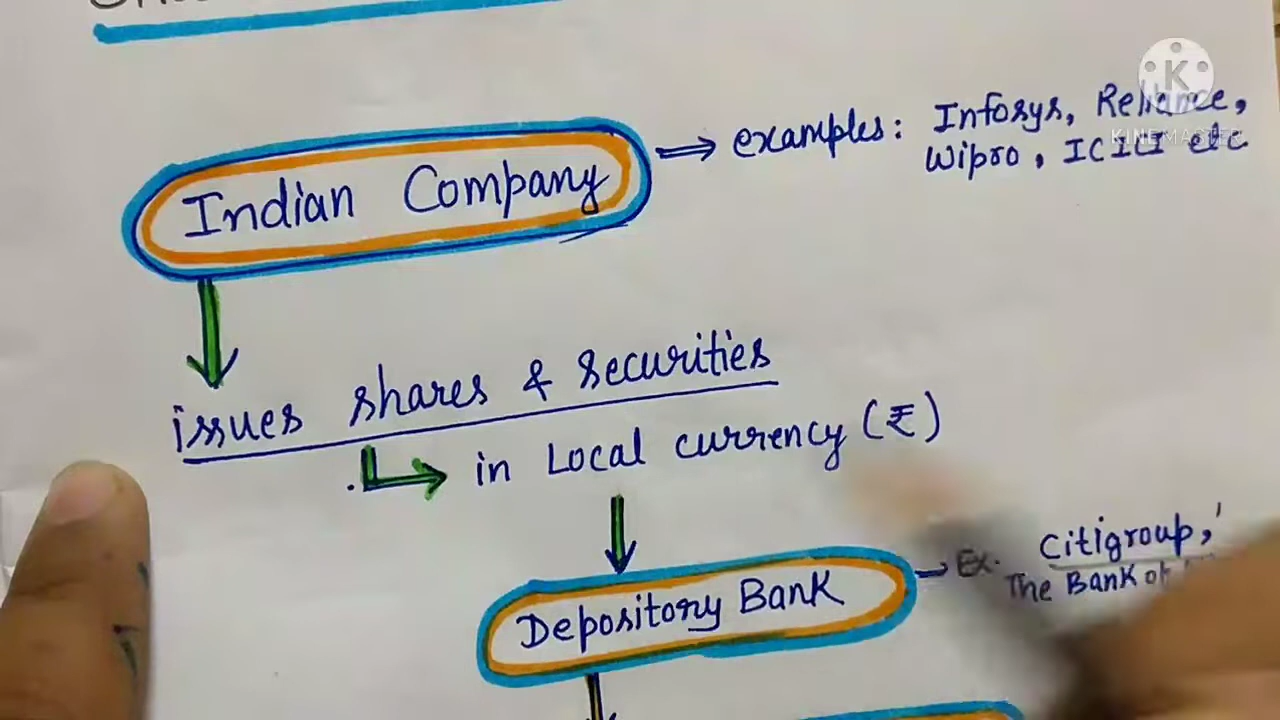 Indian Company
⇒ examples: Infosys, Reliance,
Wipro, ICICI etc
KINEMASTER
issues shares & securities
in Local currency (₹)
Depository Bank
Ex. Citigroup,
The Bank of